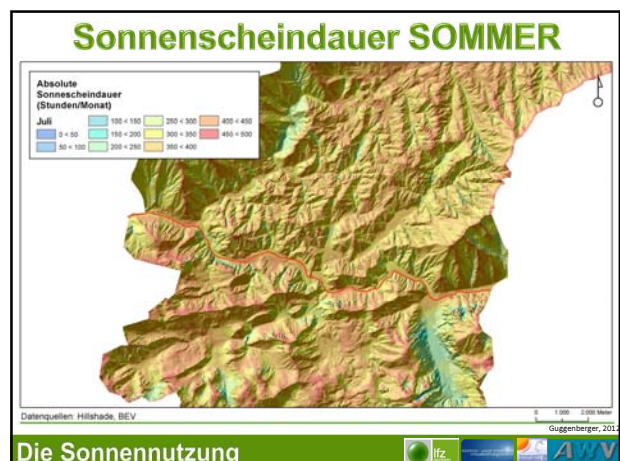 Sonnenscheindauer SOMMER
Absolute
Sonnescheindauer
(Stunden/Monat)
Juli
0 < 50
50 < 100
100 < 150
150 < 200
200 < 250
250 < 300
300 < 350
350 < 400
400 < 450
450 < 500
Datenquellen: Hillshade, BEV
0 1.000 2.000 Meter
Guggenberger, 2012
Die Sonnennutzung
lfz
AWV